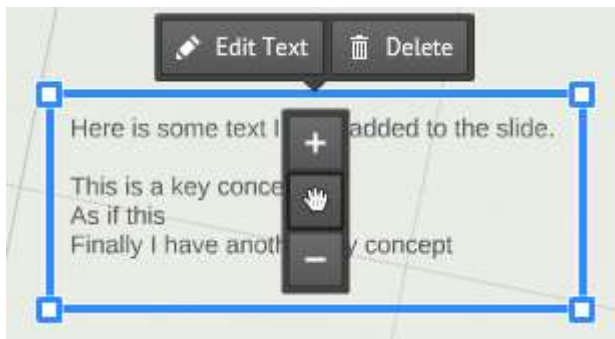 Edit Text Delete
Here is some text I added to the slide.
This is a key conce
As if this
Finally I have anoth y concept